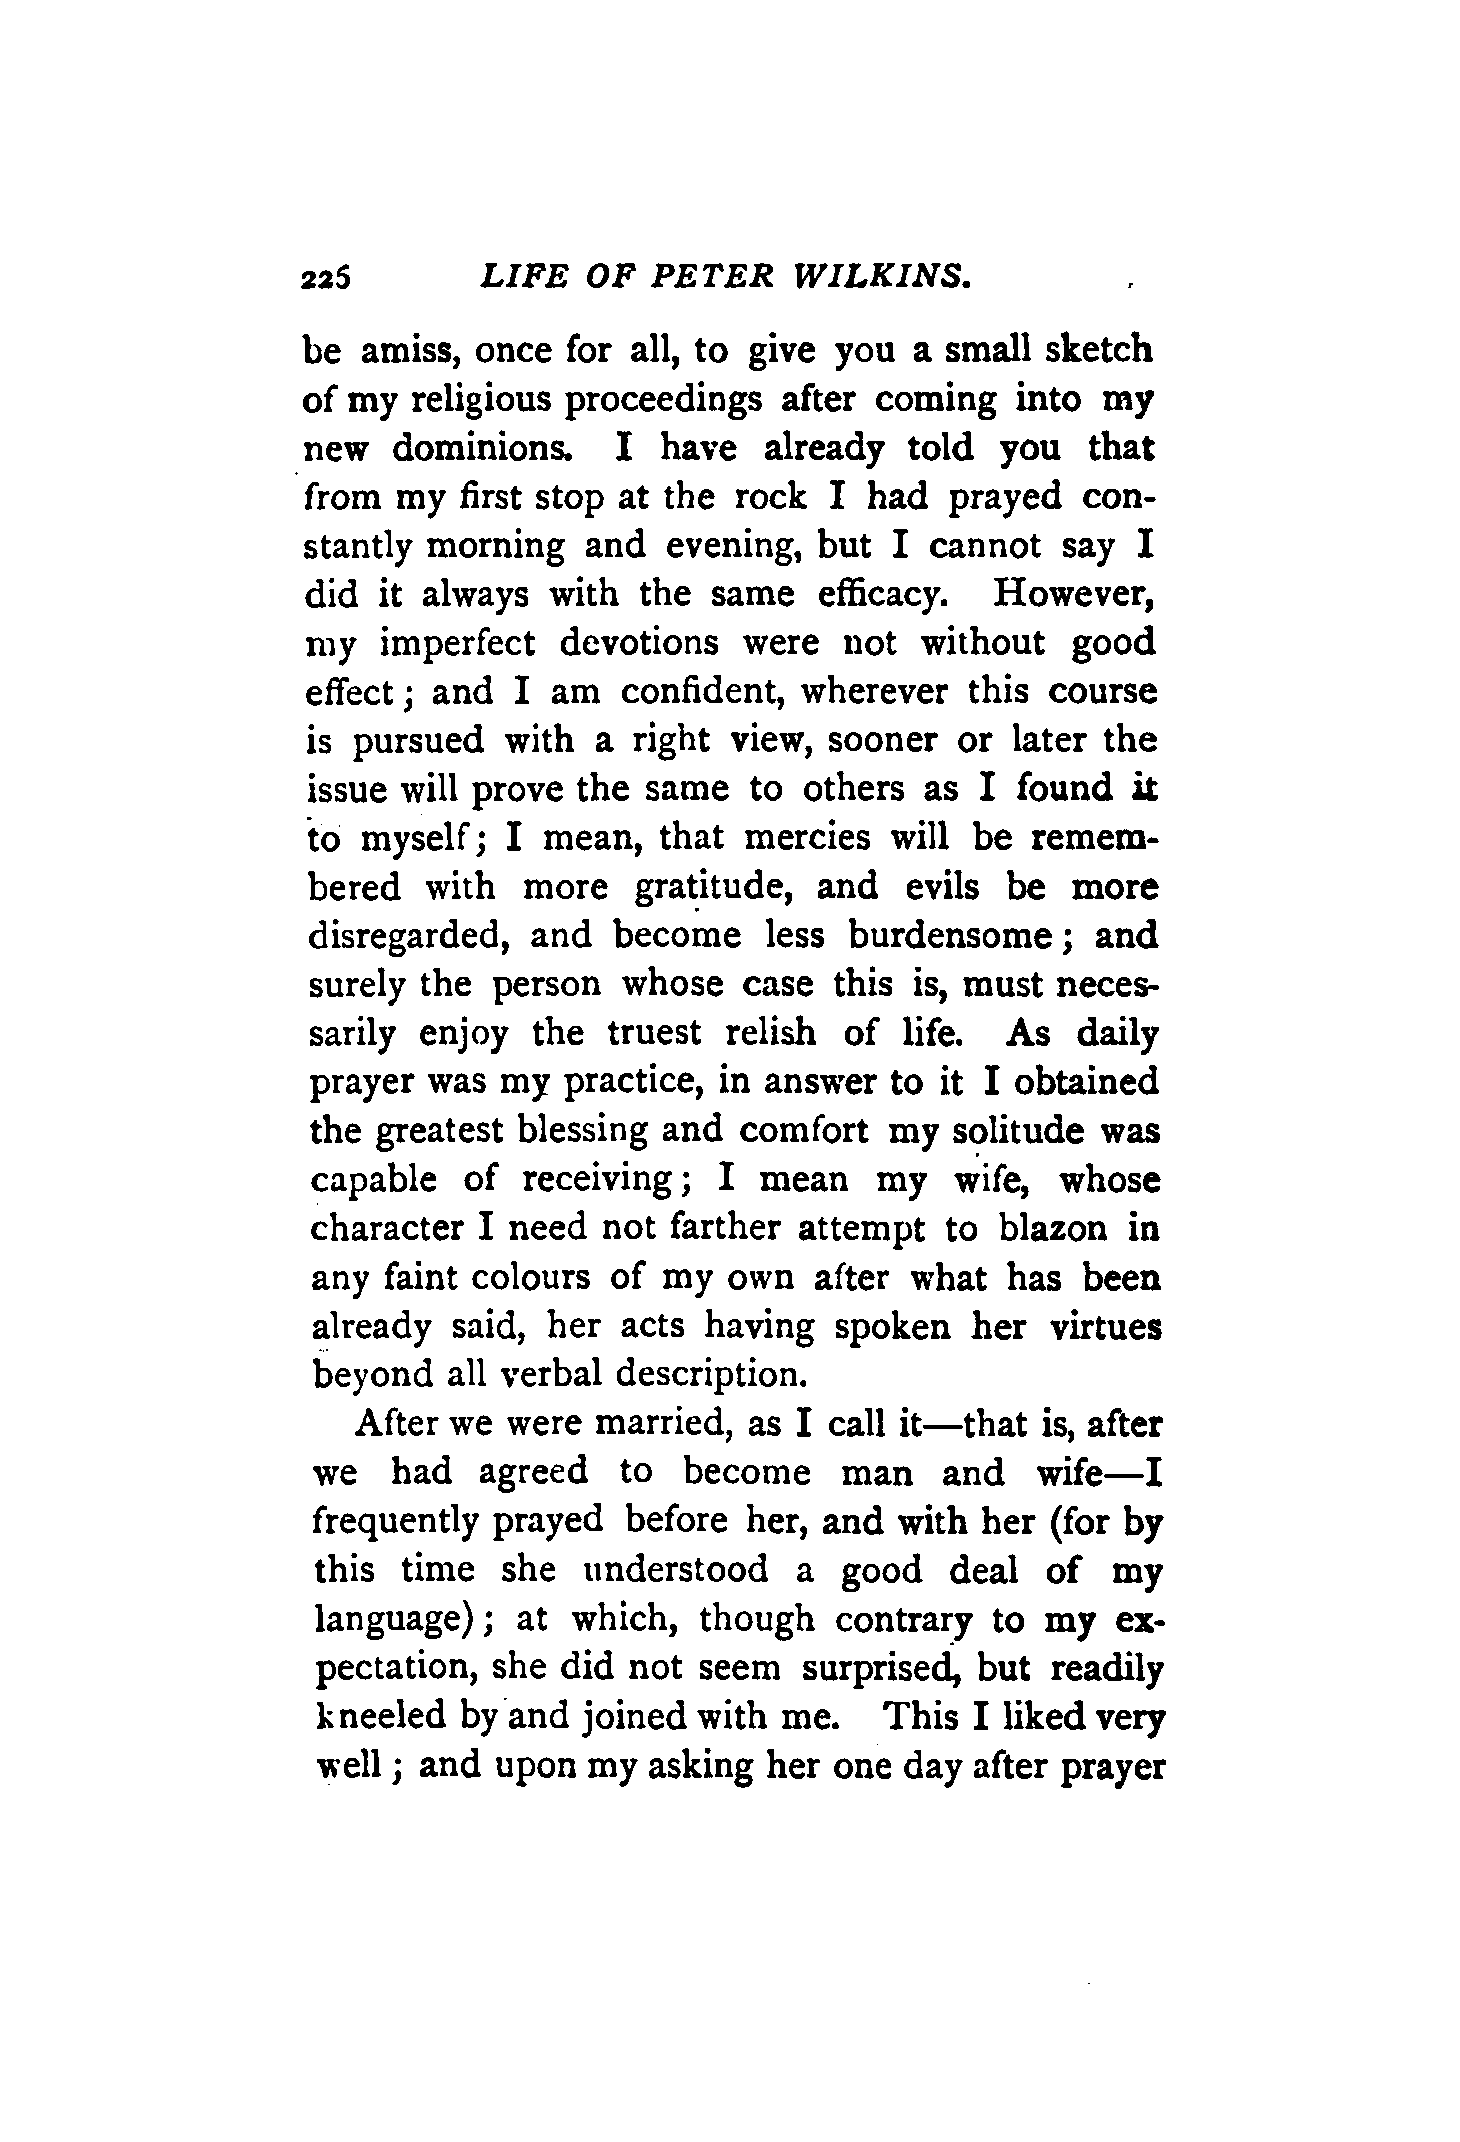 225 LIFE OF PETER WILKINS.
be amiss, once for all, to give you a small sketch
of my religious proceedings after coming into my
new dominions. I have already told you that
from my first stop at the rock I had prayed con-
stantly morning and evening, but I cannot say I
did it always with the same efficacy. However,
my imperfect devotions were not without good
effect; and I am confident, wherever this course
is pursued with a right view, sooner or later the
issue will prove the same to others as I found it
to myself; I mean, that mercies will be remem-
bered with more gratitude, and evils be more
disregarded, and become less burdensome; and
surely the person whose case this is, must neces-
sarily enjoy the truest relish of life. As daily
prayer was my practice, in answer to it I obtained
the greatest blessing and comfort my solitude was
capable of receiving; I mean my wife, whose
character I need not farther attempt to blazon in
any faint colours of my own after what has been
already said, her acts having spoken her virtues
beyond all verbal description.
After we were married, as I call it—that is, after
we had agreed to become man and wife—I
frequently prayed before her, and with her (for by
this time she understood a good deal of my
language); at which, though contrary to my ex-
pectation, she did not seem surprised, but readily
kneeled by and joined with me. This I liked very
well; and upon my asking her one day after prayer